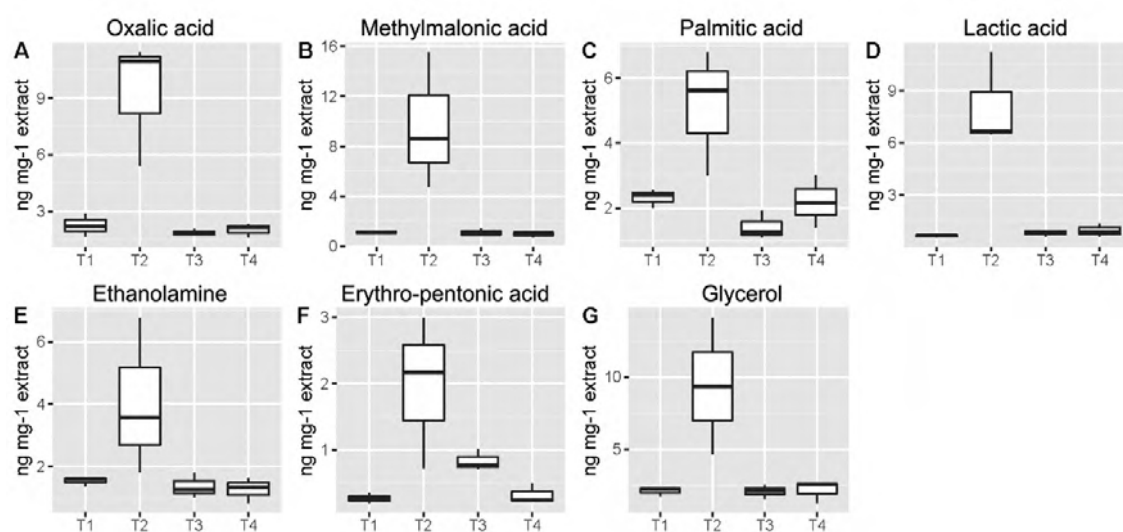 Oxalic acid
A
ng mg-1 extract
9
6
3
T1 T2 T3 T4
Methylmalonic acid
B
ng mg-1 extract
16
12
8
4
0
T1 T2 T3 T4
Palmitic acid
C
ng mg-1 extract
6
4
2
T1 T2 T3 T4
Lactic acid
D
ng mg-1 extract
9
6
3
T1 T2 T3 T4
Ethanolamine
E
ng mg-1 extract
6
4
2
T1 T2 T3 T4
Erythro-pentonic acid
F
ng mg-1 extract
3
2
1
T1 T2 T3 T4
Glycerol
G
ng mg-1 extract
10
5
T1 T2 T3 T4